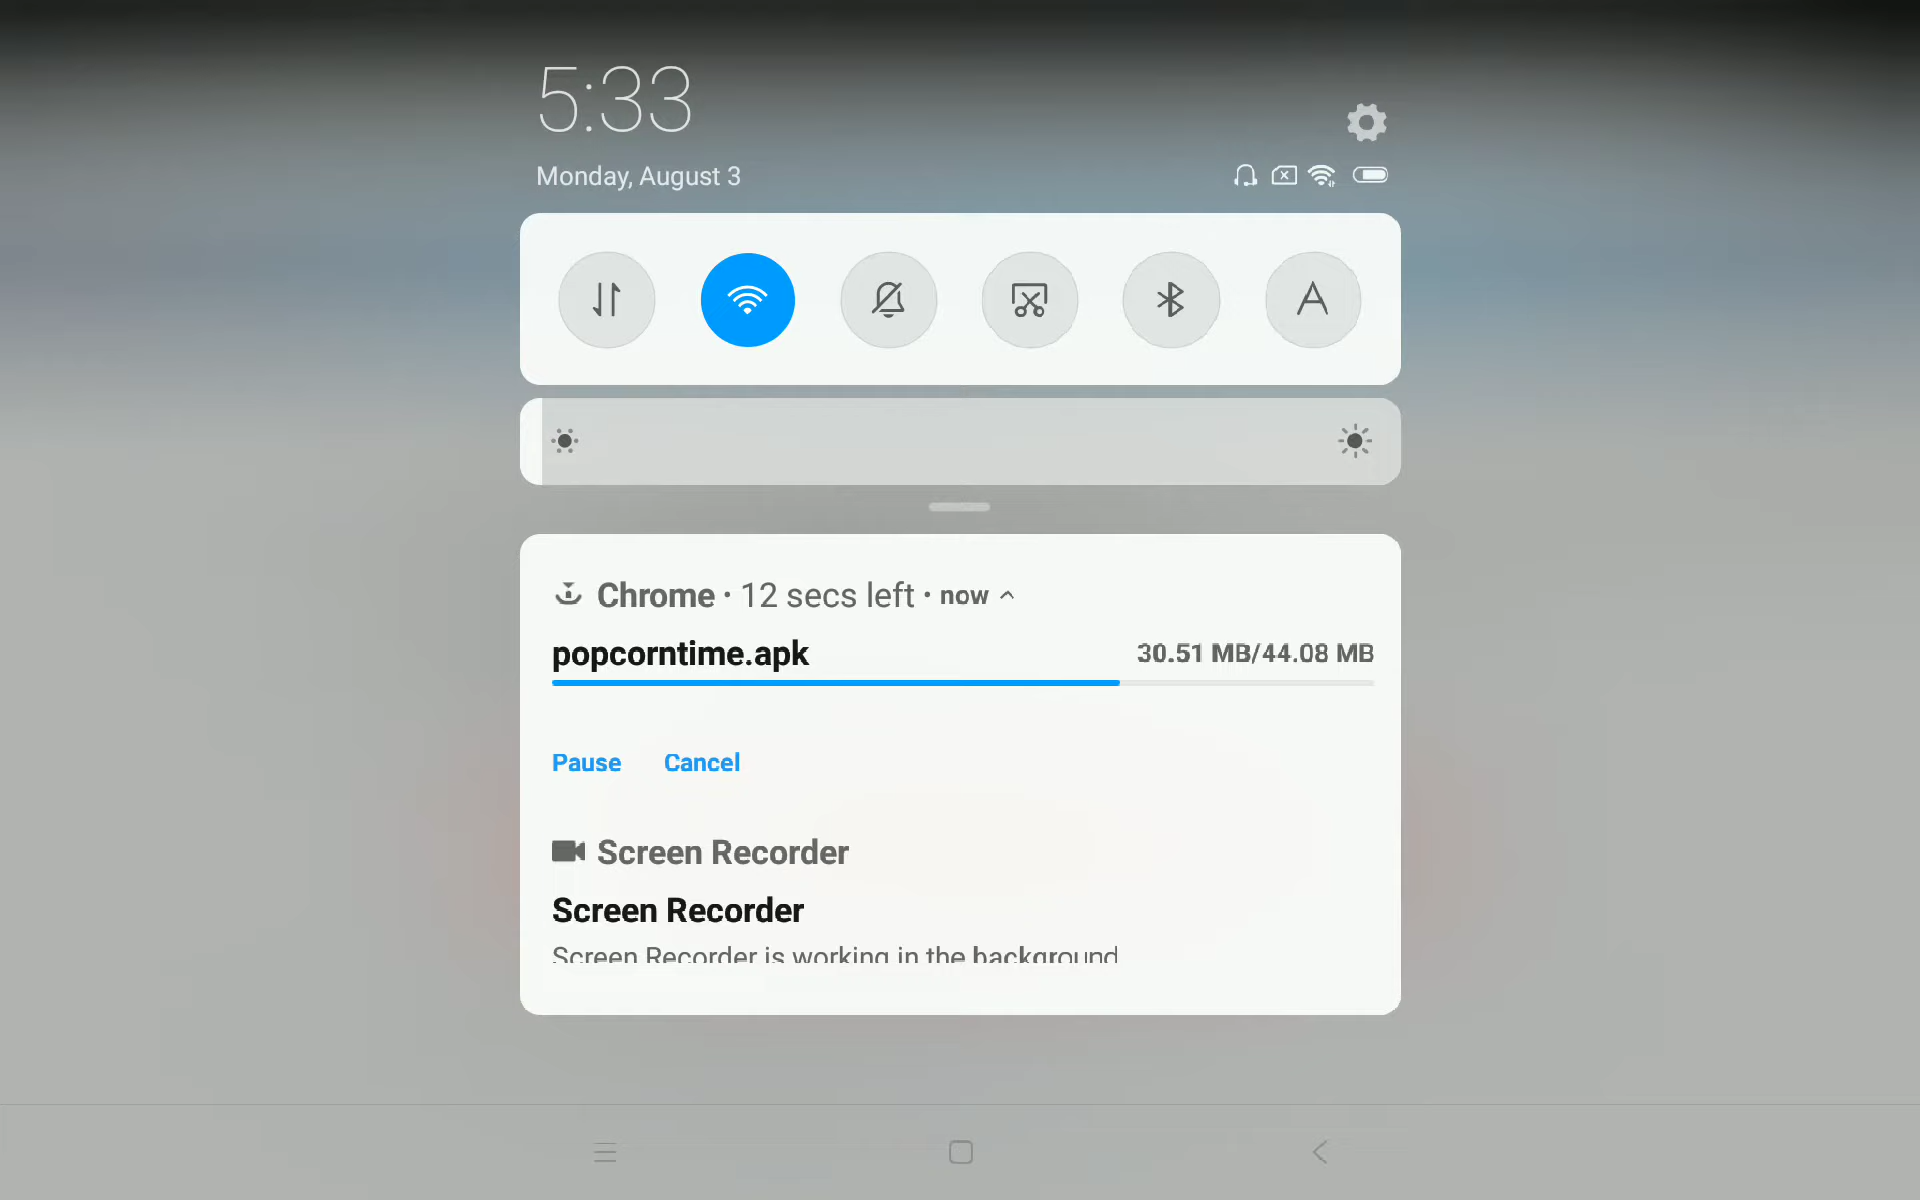 5:33
Monday, August 3
A
Chrome · 12 secs left · now
popcorntime.apk 30.51 MB/44.08 MB
Pause Cancel
Screen Recorder
Screen Recorder
Screen Recorder is working in the background